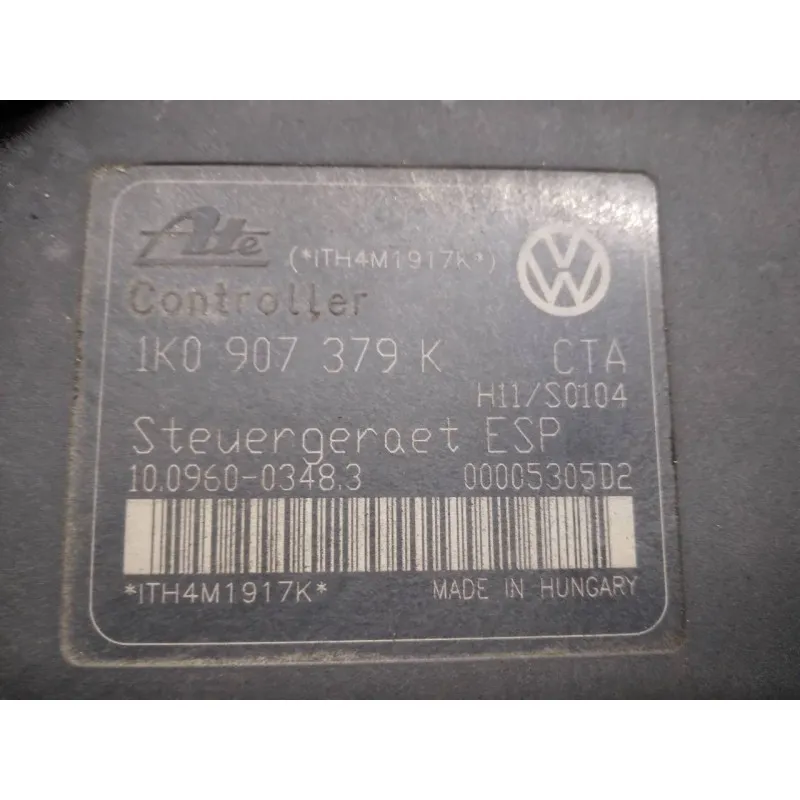 Ate (*ITH4M1917K*)
Controller
1K0 907 379 K CTA
H11/S0104
Steuergeraet ESP
10.0960-0348.3 00005305D2
*ITH4M1917K* MADE IN HUNGARY